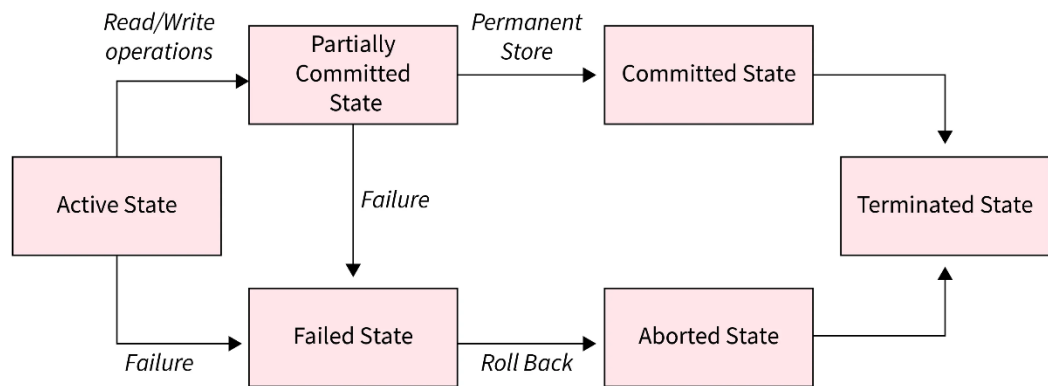 Read/Write
operations
Partially
Committed
State
Permanent
Store
Committed State
Active State
Failure
Terminated State
Failure
Failed State
Roll Back
Aborted State